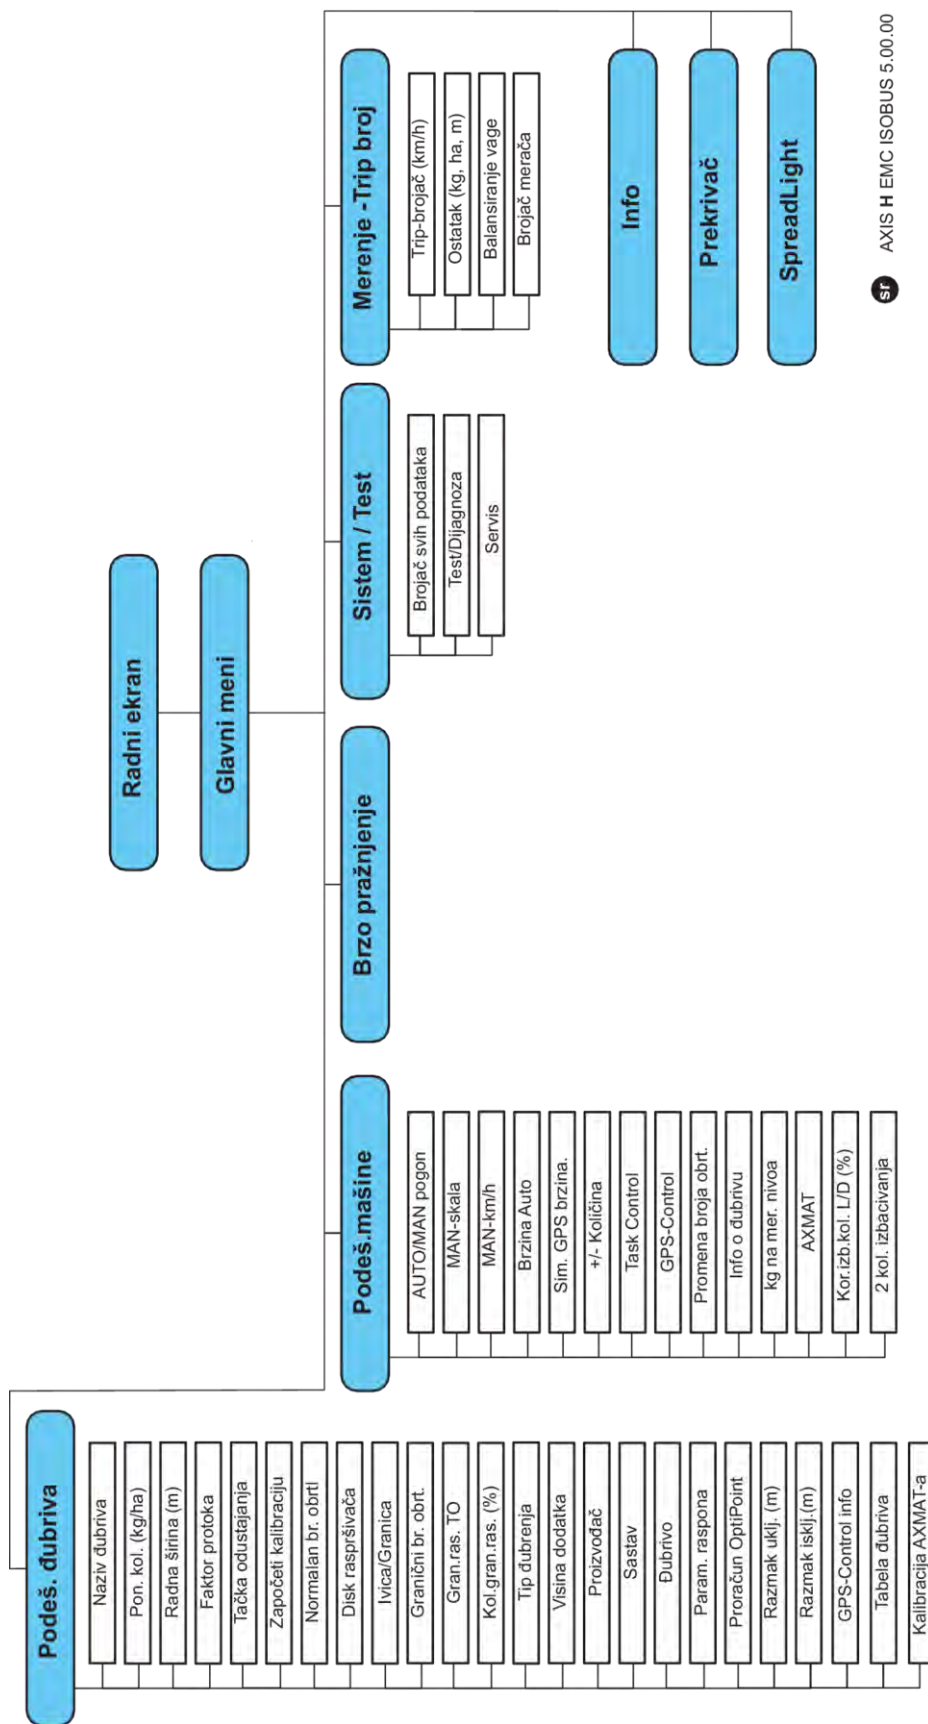 Radni ekran
Glavni meni
Podeš. đubriva
Naziv đubriva
Pon. kol. (kg/ha)
Radna širina (m)
Faktor protoka
Tačka odustajanja
Započeti kalibraciju
Normalan br. obrtI
Disk raspršivača
Ivica/Granica
Granični br. obrt.
Gran.ras. TO
Kol.gran.ras. (%)
Tip đubrenja
Visina dodatka
Proizvođač
Sastav
Đubrivo
Param. raspona
Proračun OptiPoint
Razmak uklj. (m)
Razmak isklj.(m)
GPS-Control info
Tabela đubriva
Kalibracija AXMAT-a
Podeš.mašine
AUTO/MAN pogon
MAN-skala
MAN-km/h
Brzina Auto
Sim. GPS brzina.
+/- Količina
Task Control
GPS-Control
Promena broja obrt.
Info o đubrivu
kg na mer. nivoa
AXMAT
Kor.izb.kol. L/D (%)
2 kol. izbacivanja
Brzo pražnjenje
Sistem / Test
Brojač svih podataka
Test/Dijagnoza
Servis
Merenje -Trip broj
Trip-brojač (km/h)
Ostatak (kg, ha, m)
Balansiranje vage
Brojač merača
Info
Prekrivač
SpreadLight
sr AXIS H EMC ISOBUS 5.00.00